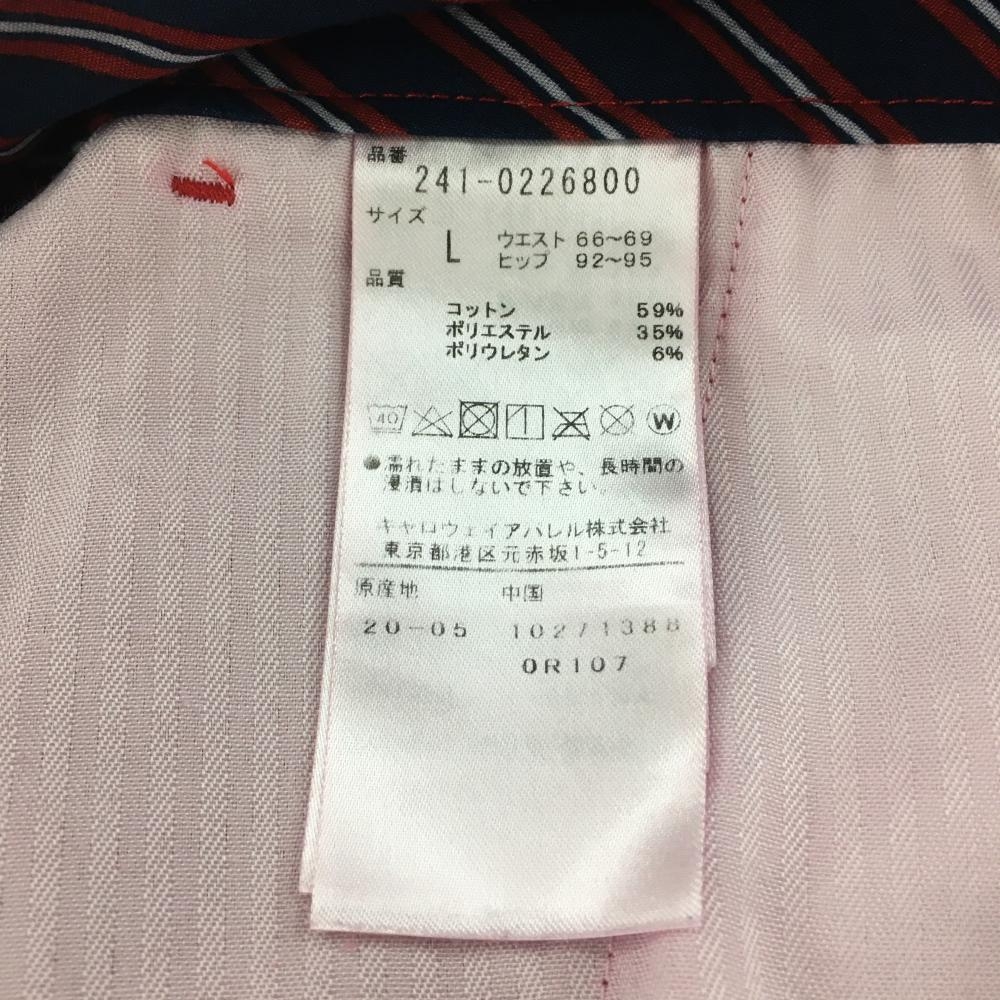 品番
241-0226800
サイズ
L ウエスト 66～69
ヒップ 92～95
品質
コットン 59%
ポリエステル 35%
ポリウレタン 6%
40 W
●濡れたままの放置や、長時間の
浸漬はしないで下さい。
キャロウェイアパレル株式会社
東京都港区元赤坂1-5-12
原産地 中国
20-05 10271388
0R107